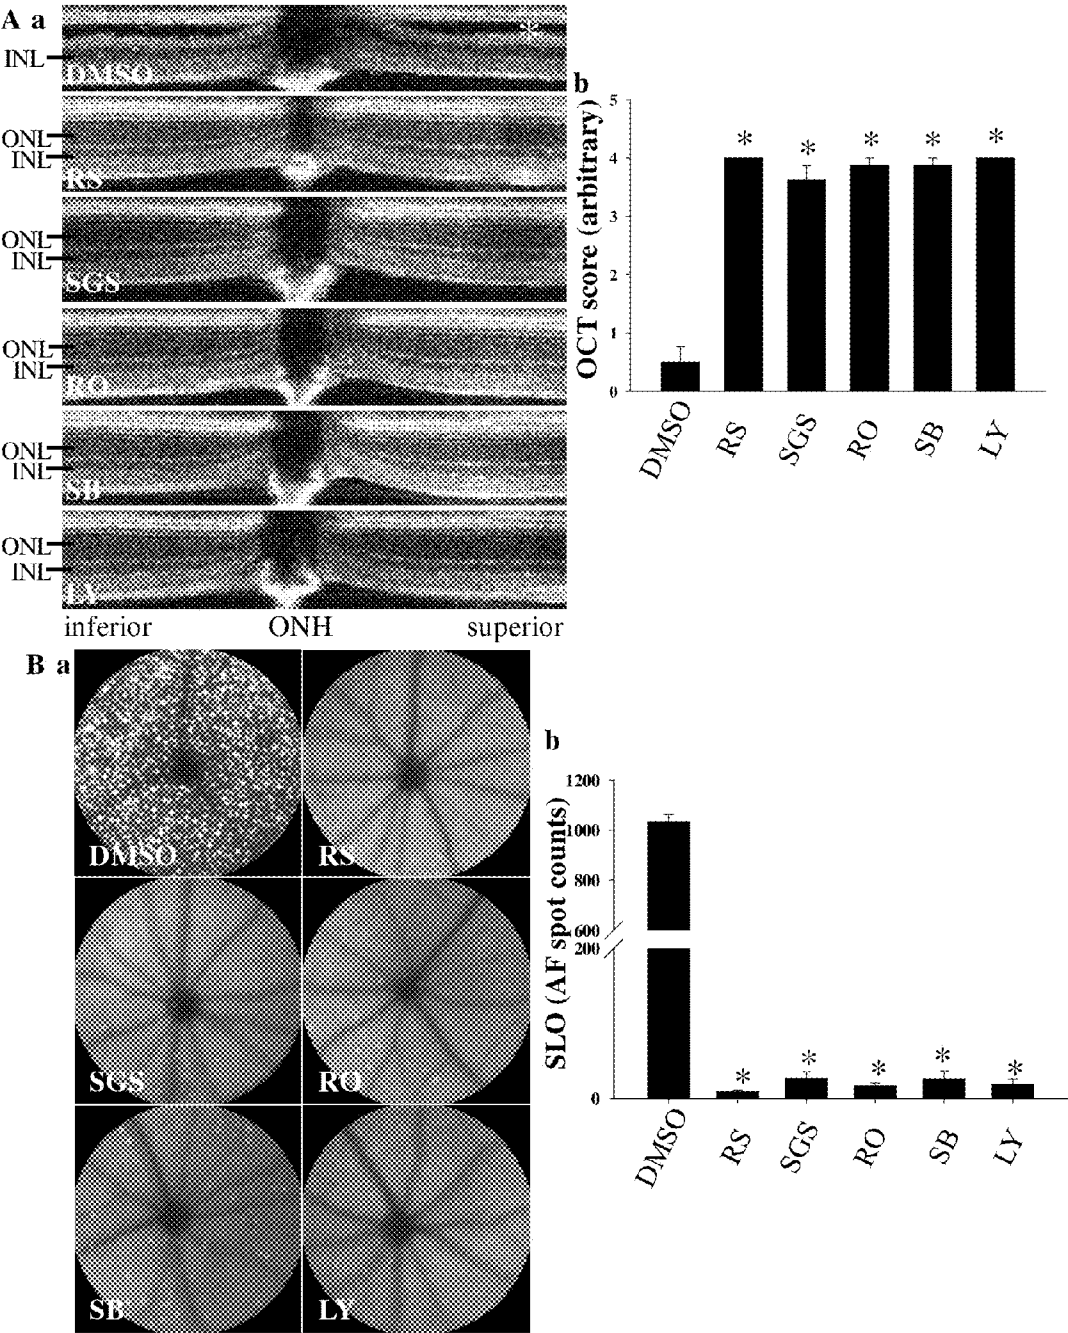 A a
INL
DMSO
*
ONL
INL
RS
ONL
INL
SGS
ONL
INL
RO
ONL
INL
SB
ONL
INL
LY
inferior ONH superior
b
OCT score (arbitrary)
5
4
3
2
1
0
* * * * *
DMSO RS SGS RO SB LY
B a
DMSO RS
SGS RO
SB LY
b
SLO (AF spot counts)
1200
1000
800
600
200
0
* * * * *
DMSO RS SGS RO SB LY